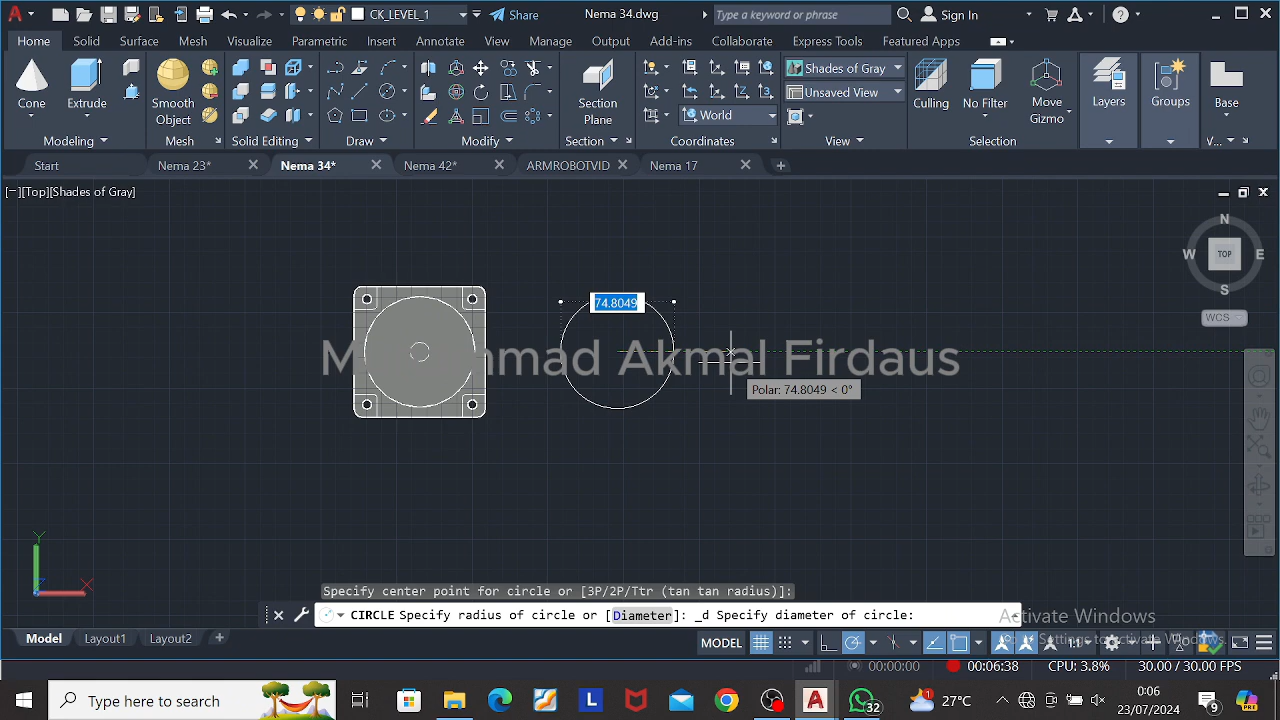 Share
Nema 34.dwg
Type a keyword or phrase
Sign In
CK_LEVEL_1
Home Solid Surface Mesh Visualize Parametric Insert Annotate View Manage Output Add-ins Collaborate Express Tools Featured Apps
Cone Extrude Smooth Object Section Plane World Shades of Gray Unsaved View Culling No Filter Move Gizmo Layers Groups Base
Modeling Mesh Solid Editing Draw Modify Section Coordinates View Selection V...
Start Nema 23* Nema 34* Nema 42* ARMROBOTVID Nema 17
[−][Top][Shades of Gray]
N
W TOP E
S
WCS
74.8049
Muhammad Akmal Firdaus
Polar: 74.8049 < 0°
Y
X
Specify center point for circle or [3P/2P/Ttr (tan tan radius)]:
CIRCLE Specify radius of circle or [Diameter]: _d Specify diameter of circle:
Activate Windows
Settings to Activate Windows
Model Layout1 Layout2 MODEL 1:1
00:00:00 00:06:38 CPU: 3.8% 30.00 / 30.00 FPS
Type here to search
27°C
0:06
23/07/2024
32
9